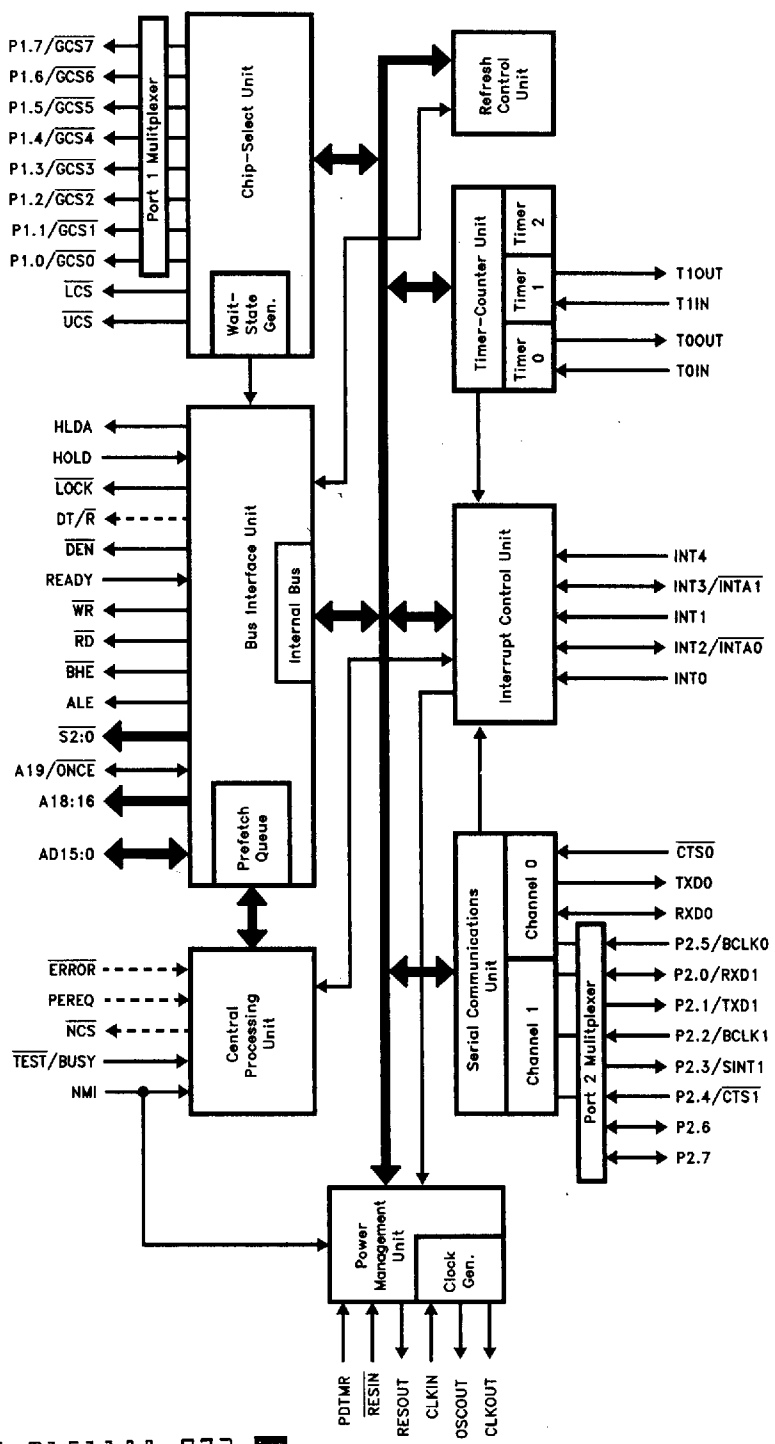 P1.7/GCS7
P1.6/GCS6
P1.5/GCS5
P1.4/GCS4
P1.3/GCS3
P1.2/GCS2
P1.1/GCS1
P1.0/GCS0
LCS
UCS
Port 1 Mulitplexer
Chip-Select Unit
Wait-
State
Gen.
Refresh
Control
Unit
Timer-Counter Unit
Timer
2
Timer
1
Timer
0
T1OUT
T1IN
T0OUT
T0IN
HLDA
HOLD
LOCK
DT/R
DEN
READY
WR
RD
BHE
ALE
S2:0
A19/ONCE
A18:16
AD15:0
Bus Interface Unit
Internal Bus
Prefetch
Queue
Interrupt Control Unit
INT4
INT3/INTA1
INT1
INT2/INTA0
INT0
ERROR
PEREQ
NCS
TEST/BUSY
NMI
Central
Processing
Unit
Serial Communications
Unit
Channel 0
Channel 1
Port 2 Mulitplexer
CTS0
TXD0
RXD0
P2.5/BCLK0
P2.0/RXD1
P2.1/TXD1
P2.2/BCLK1
P2.3/SINT1
P2.4/CTS1
P2.6
P2.7
Power
Management
Unit
Clock
Gen.
PDTMR
RESIN
RESOUT
CLKIN
OSCOUT
CLKOUT